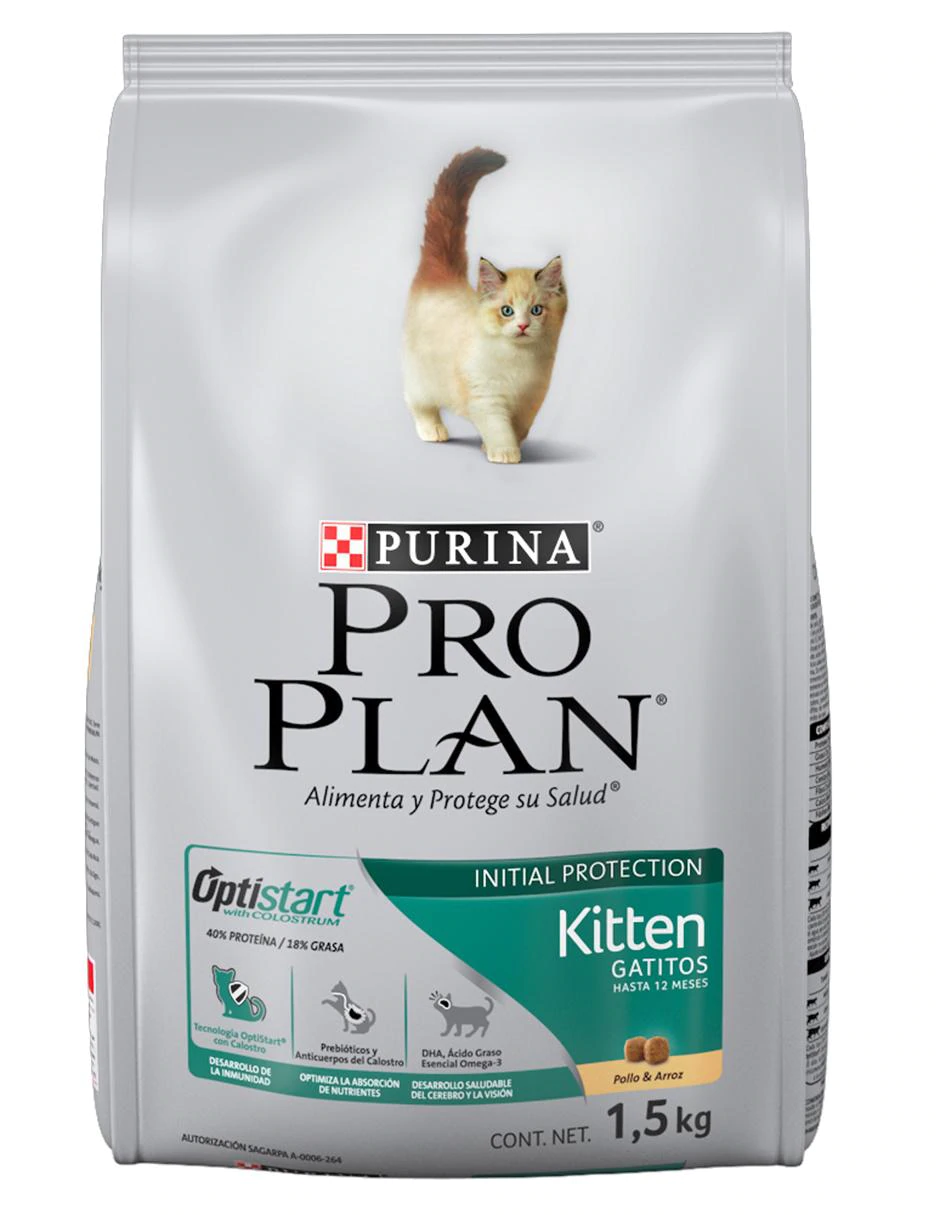 PURINA®
PRO
PLAN®
Alimenta y Protege su Salud®
Optistart®
with COLOSTRUM
40% PROTEÍNA / 18% GRASA
INITIAL PROTECTION
Kitten
GATITOS
HASTA 12 MESES
Tecnología OptiStart®
con Calostro
DESARROLLO DE
LA INMUNIDAD
Prebióticos y
Anticuerpos del Calostro
OPTIMIZA LA ABSORCIÓN
DE NUTRIENTES
DHA, Ácido Graso
Esencial Omega-3
DESARROLLO SALUDABLE
DEL CEREBRO Y LA VISIÓN
Pollo & Arroz
AUTORIZACIÓN SAGARPA A-0006-264
CONT. NET. 1,5 kg